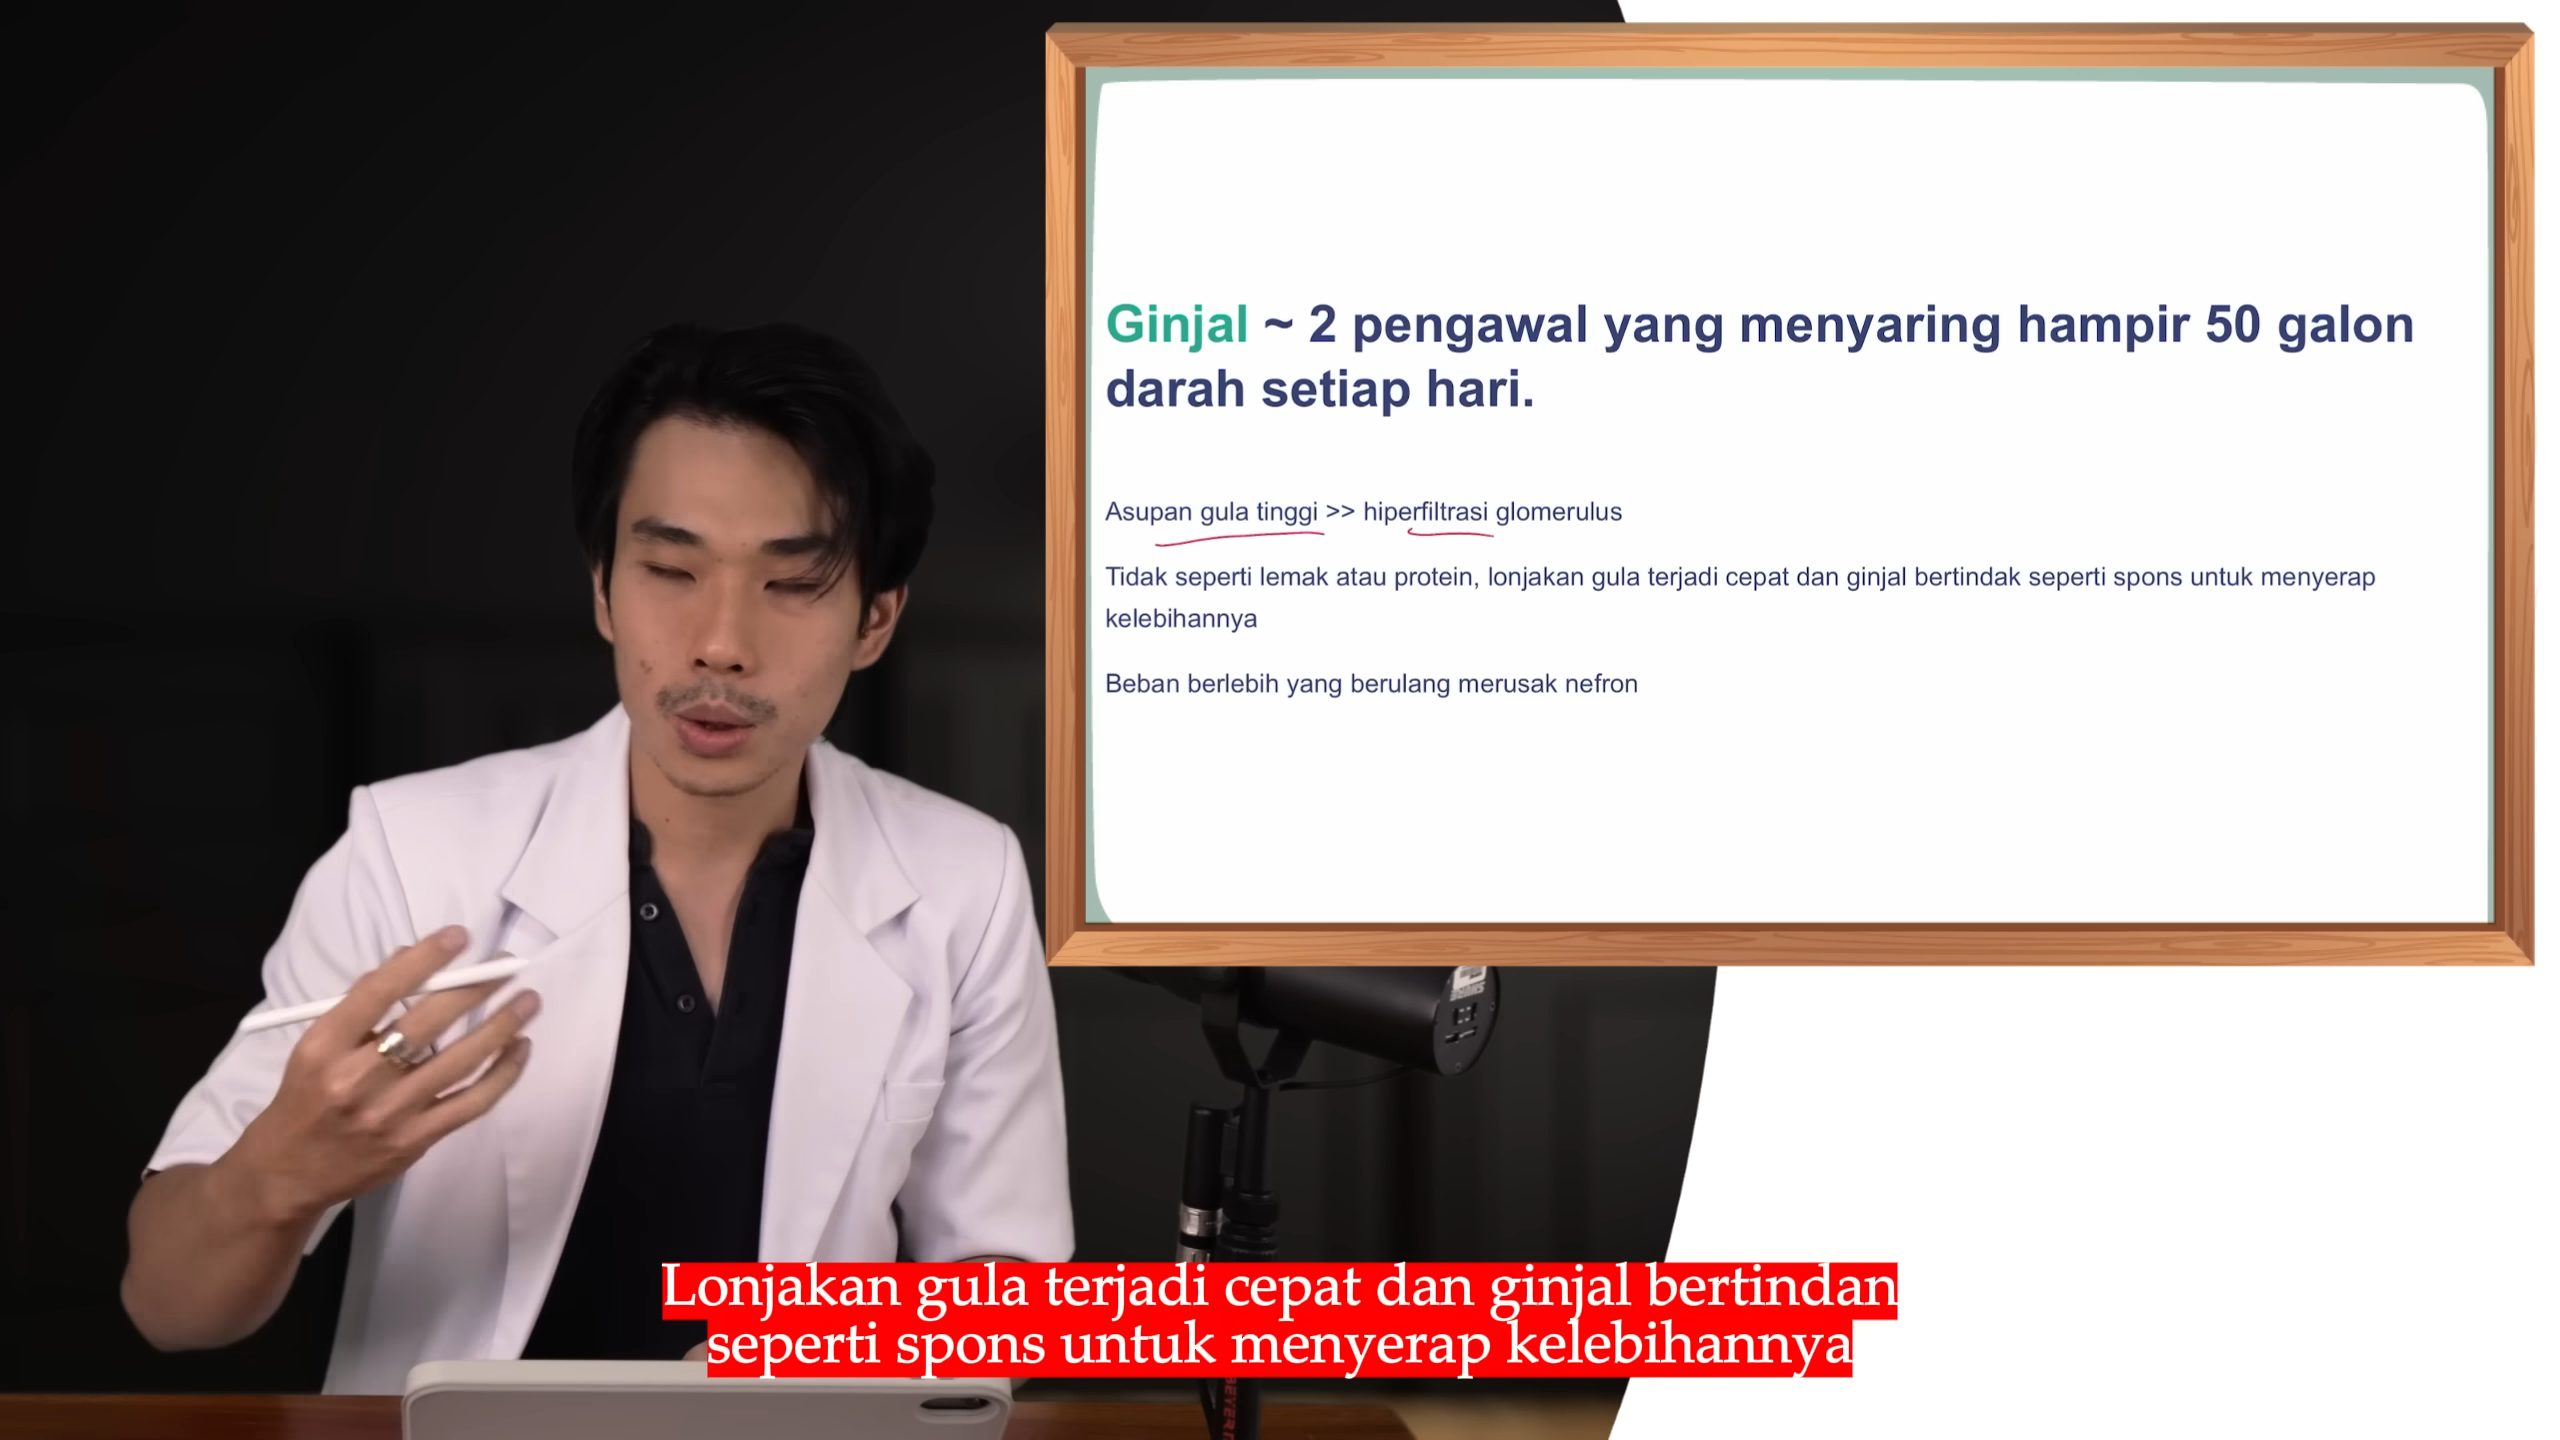 Ginjal ~ 2 pengawal yang menyaring hampir 50 galon
darah setiap hari.
Asupan gula tinggi >> hiperfiltrasi glomerulus
Tidak seperti lemak atau protein, lonjakan gula terjadi cepat dan ginjal bertindak seperti spons untuk menyerap
kelebihannya
Beban berlebih yang berulang merusak nefron
Lonjakan gula terjadi cepat dan ginjal bertindan
seperti spons untuk menyerap kelebihannya